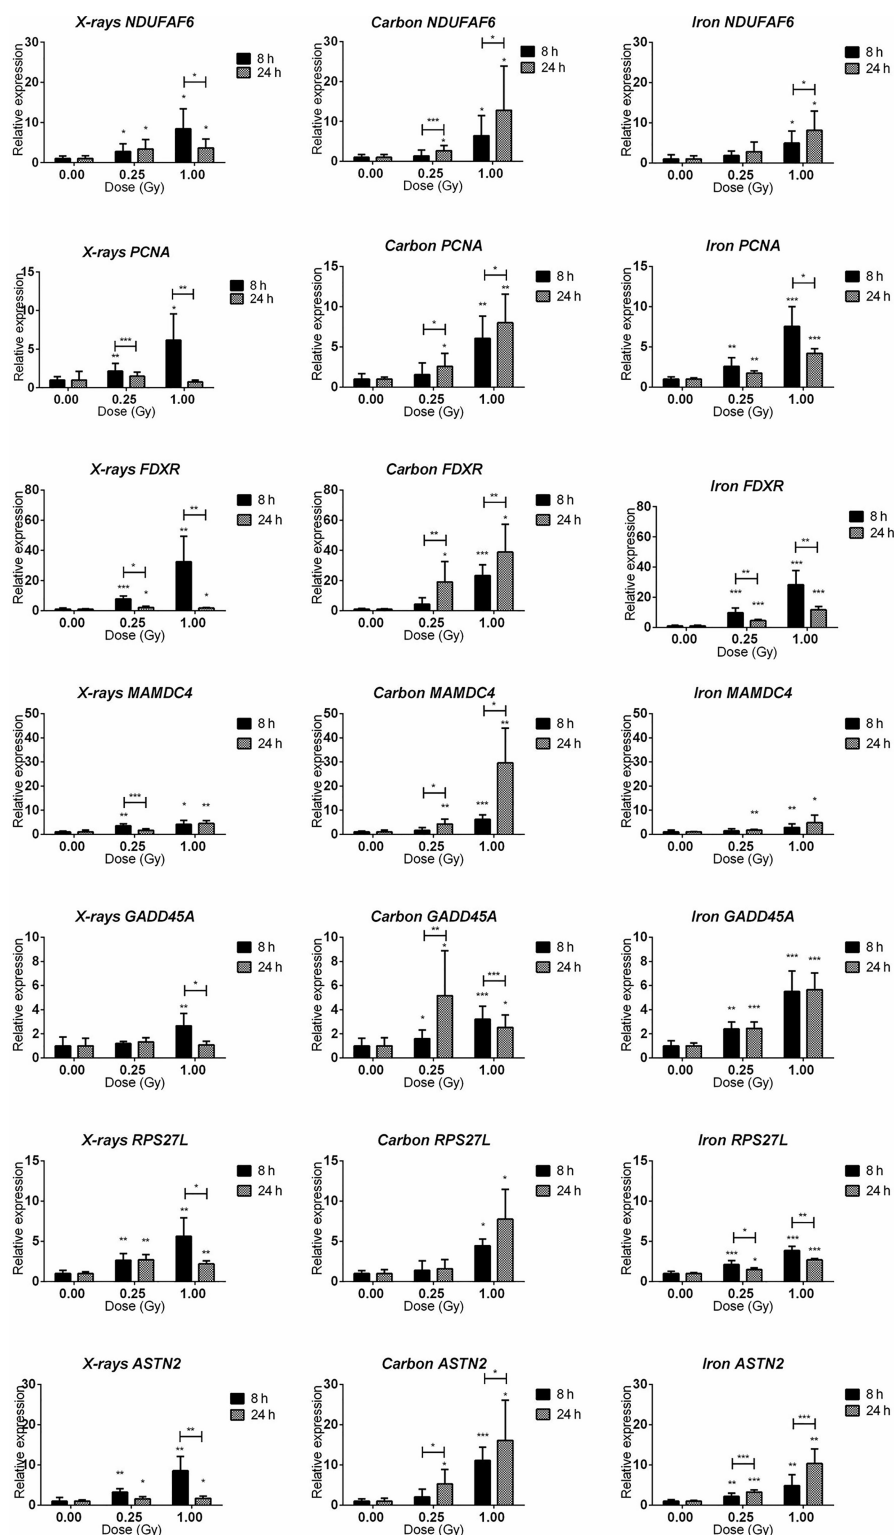 X-rays NDUFAF6
Relative expression
30
20
10
0
* * * * *
0.00 0.25 1.00
Dose (Gy)
8 h
24 h
Carbon NDUFAF6
Relative expression
30
20
10
0
*** * * * *
0.00 0.25 1.00
Dose (Gy)
8 h
24 h
Iron NDUFAF6
Relative expression
30
20
10
0
* * *
0.00 0.25 1.00
Dose (Gy)
8 h
24 h
X-rays PCNA
Relative expression
15
10
5
0
** *** * **
0.00 0.25 1.00
Dose (Gy)
8 h
24 h
Carbon PCNA
Relative expression
15
10
5
0
* * ** * **
0.00 0.25 1.00
Dose (Gy)
8 h
24 h
Iron PCNA
Relative expression
15
10
5
0
** ** *** * ***
0.00 0.25 1.00
Dose (Gy)
8 h
24 h
X-rays FDXR
Relative expression
80
60
40
20
0
*** * * ** ** *
0.00 0.25 1.00
Dose (Gy)
8 h
24 h
Carbon FDXR
Relative expression
80
60
40
20
0
** * *** ** *
0.00 0.25 1.00
Dose (Gy)
8 h
24 h
Iron FDXR
Relative expression
80
60
40
20
0
*** ** *** *** ** ***
0.00 0.25 1.00
Dose (Gy)
8 h
24 h
X-rays MAMDC4
Relative expression
50
40
30
20
10
0
** *** * **
0.00 0.25 1.00
Dose (Gy)
8 h
24 h
Carbon MAMDC4
Relative expression
50
40
30
20
10
0
* ** *** * **
0.00 0.25 1.00
Dose (Gy)
8 h
24 h
Iron MAMDC4
Relative expression
50
40
30
20
10
0
** ** *
0.00 0.25 1.00
Dose (Gy)
8 h
24 h
X-rays GADD45A
Relative expression
10
8
6
4
2
0
** *
0.00 0.25 1.00
Dose (Gy)
8 h
24 h
Carbon GADD45A
Relative expression
10
8
6
4
2
0
* ** * *** *** *
0.00 0.25 1.00
Dose (Gy)
8 h
24 h
Iron GADD45A
Relative expression
10
8
6
4
2
0
** *** *** ***
0.00 0.25 1.00
Dose (Gy)
8 h
24 h
X-rays RPS27L
Relative expression
15
10
5
0
** ** ** * **
0.00 0.25 1.00
Dose (Gy)
8 h
24 h
Carbon RPS27L
Relative expression
15
10
5
0
* *
0.00 0.25 1.00
Dose (Gy)
8 h
24 h
Iron RPS27L
Relative expression
15
10
5
0
*** * * *** ** ***
0.00 0.25 1.00
Dose (Gy)
8 h
24 h
X-rays ASTN2
Relative expression
30
20
10
0
** * ** ** *
0.00 0.25 1.00
Dose (Gy)
8 h
24 h
Carbon ASTN2
Relative expression
30
20
10
0
* * *** * *
0.00 0.25 1.00
Dose (Gy)
8 h
24 h
Iron ASTN2
Relative expression
30
20
10
0
** *** *** ** *** **
0.00 0.25 1.00
Dose (Gy)
8 h
24 h